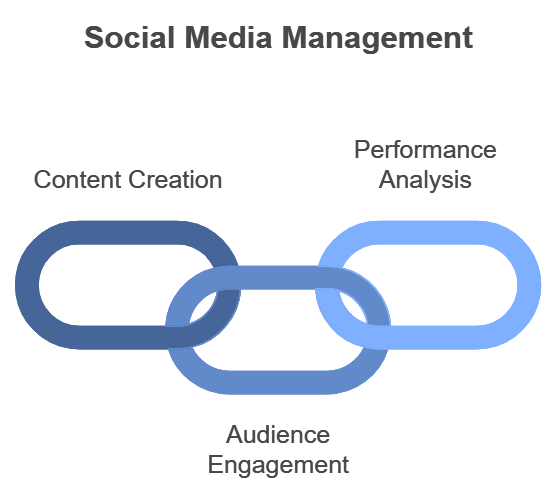 Social Media Management
Content Creation
Performance
Analysis
Audience
Engagement